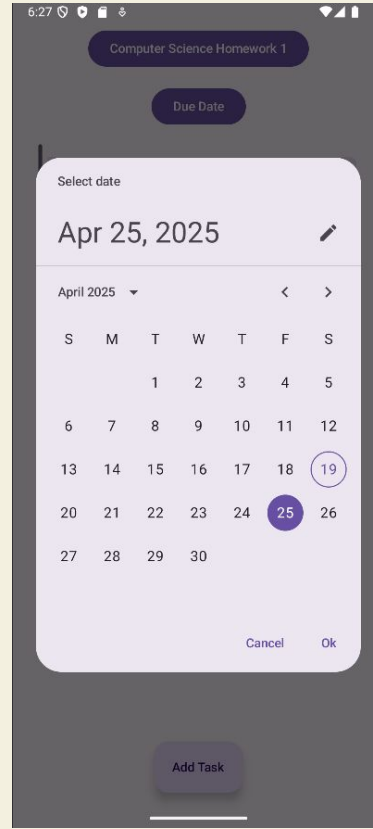 6:27
Computer Science Homework 1
Due Date
Select date
Apr 25, 2025
April 2025
S M T W T F S
1 2 3 4 5
6 7 8 9 10 11 12
13 14 15 16 17 18 19
20 21 22 23 24 25 26
27 28 29 30
Cancel Ok
Add Task